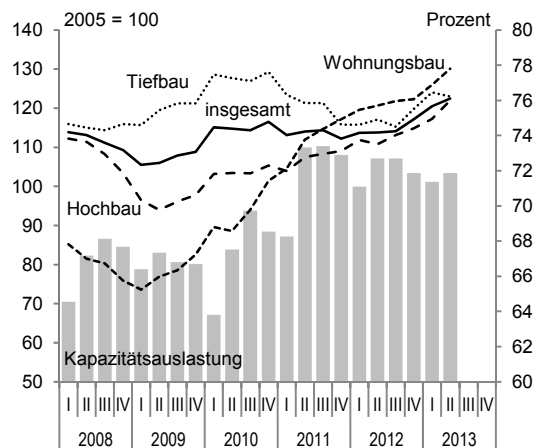 2005 = 100 Prozent
140 80
130 78
120 76
110 74
100 72
90 70
80 68
70 66
60 64
50 62
60
Tiefbau
Wohnungsbau
insgesamt
Hochbau
Kapazitätsauslastung
I II III IV I II III IV I II III IV I II III IV I II III IV I II III IV
2008 2009 2010 2011 2012 2013